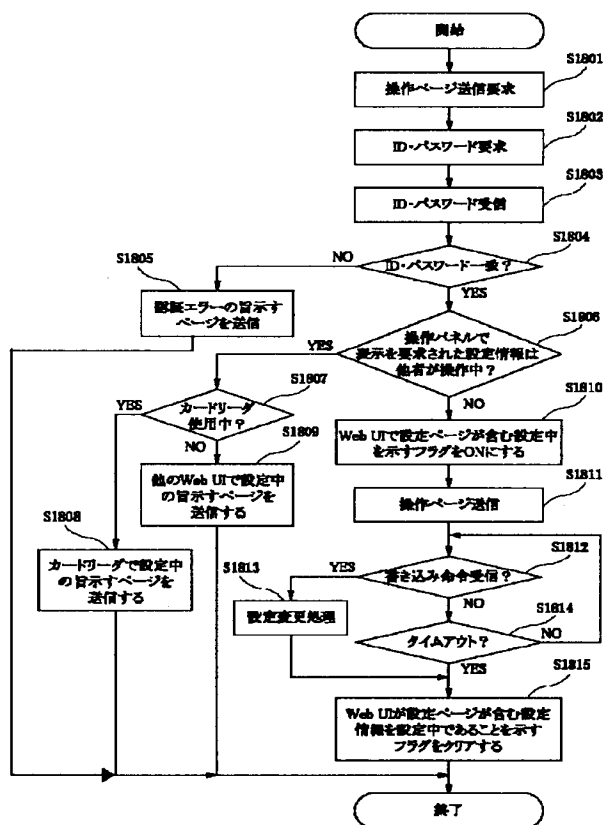 開始
S1801
操作ページ送信要求
S1802
ID・パスワード要求
S1803
ID・パスワード受信
S1804
ID・パスワード一致？
NO
YES
S1805
認証エラーの旨示す
ページを送信
S1806
操作パネルで
表示を要求された設定情報は
他者が操作中？
YES
NO
S1807
カードリーダ
使用中？
YES
NO
S1808
カードリーダで設定中
の旨示すページを
送信する
S1809
他のWeb UIで設定中
の旨示すページを
送信する
S1810
Web UIで設定ページが含む設定中
を示すフラグをONにする
S1811
操作ページ送信
S1812
書き込み命令受信？
YES
NO
S1813
設定変更処理
S1814
タイムアウト？
NO
YES
S1815
Web UIが設定ページが含む設定
情報を設定中であることを示す
フラグをクリアする
終了